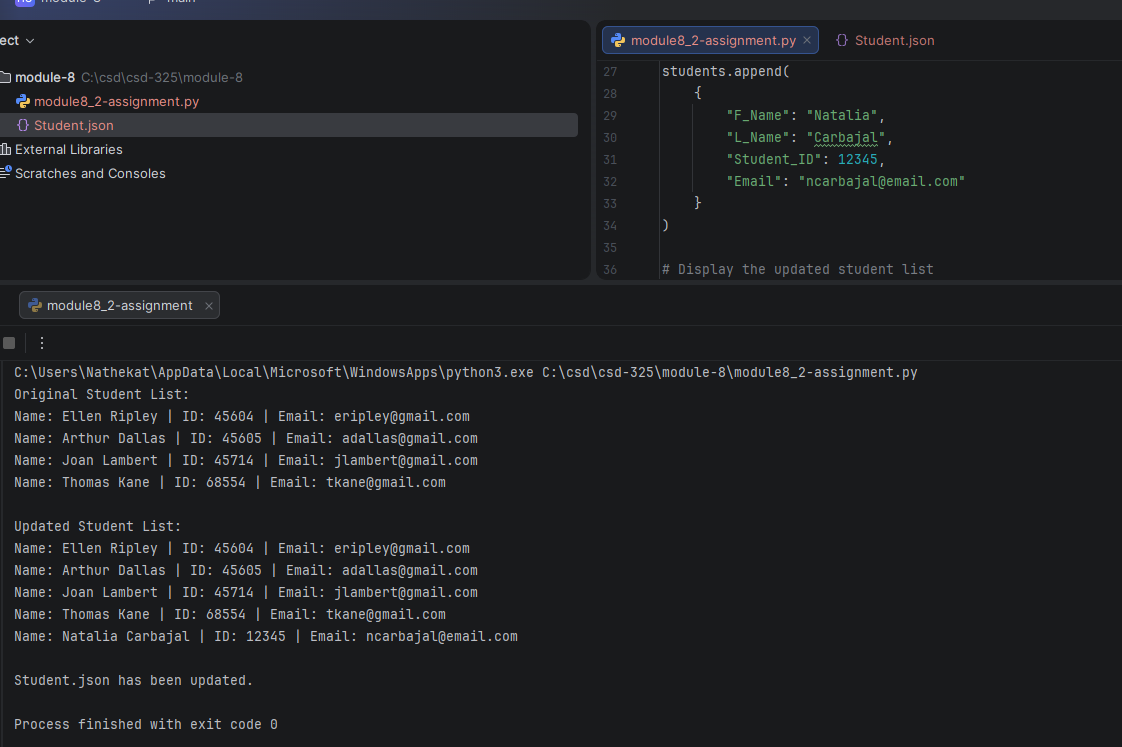 module-8 main
ect
module-8 C:\csd\csd-325\module-8
module8_2-assignment.py
Student.json
External Libraries
Scratches and Consoles
module8_2-assignment.py Student.json
27 students.append(
28 {
29 "F_Name": "Natalia",
30 "L_Name": "Carbajal",
31 "Student_ID": 12345,
32 "Email": "ncarbajal@email.com"
33 }
34 )
35
36 # Display the updated student list
module8_2-assignment
C:\Users\Nathekat\AppData\Local\Microsoft\WindowsApps\python3.exe C:\csd\csd-325\module-8\module8_2-assignment.py
Original Student List:
Name: Ellen Ripley | ID: 45604 | Email: eripley@gmail.com
Name: Arthur Dallas | ID: 45605 | Email: adallas@gmail.com
Name: Joan Lambert | ID: 45714 | Email: jlambert@gmail.com
Name: Thomas Kane | ID: 68554 | Email: tkane@gmail.com
Updated Student List:
Name: Ellen Ripley | ID: 45604 | Email: eripley@gmail.com
Name: Arthur Dallas | ID: 45605 | Email: adallas@gmail.com
Name: Joan Lambert | ID: 45714 | Email: jlambert@gmail.com
Name: Thomas Kane | ID: 68554 | Email: tkane@gmail.com
Name: Natalia Carbajal | ID: 12345 | Email: ncarbajal@email.com
Student.json has been updated.
Process finished with exit code 0